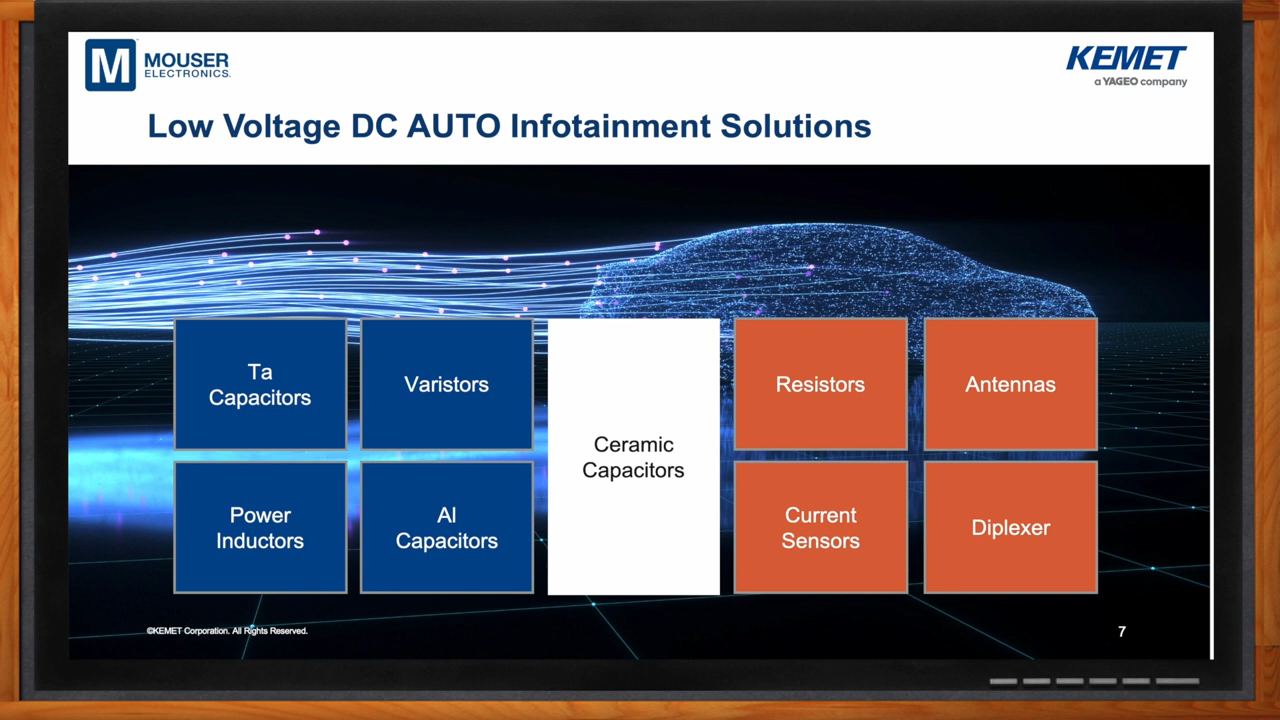 M
MOUSER
ELECTRONICS.
KEMET
a YAGEO company
Low Voltage DC AUTO Infotainment Solutions
Ta
Capacitors
Varistors
Ceramic
Capacitors
Resistors
Antennas
Power
Inductors
Al
Capacitors
Current
Sensors
Diplexer
©KEMET Corporation. All Rights Reserved.
7